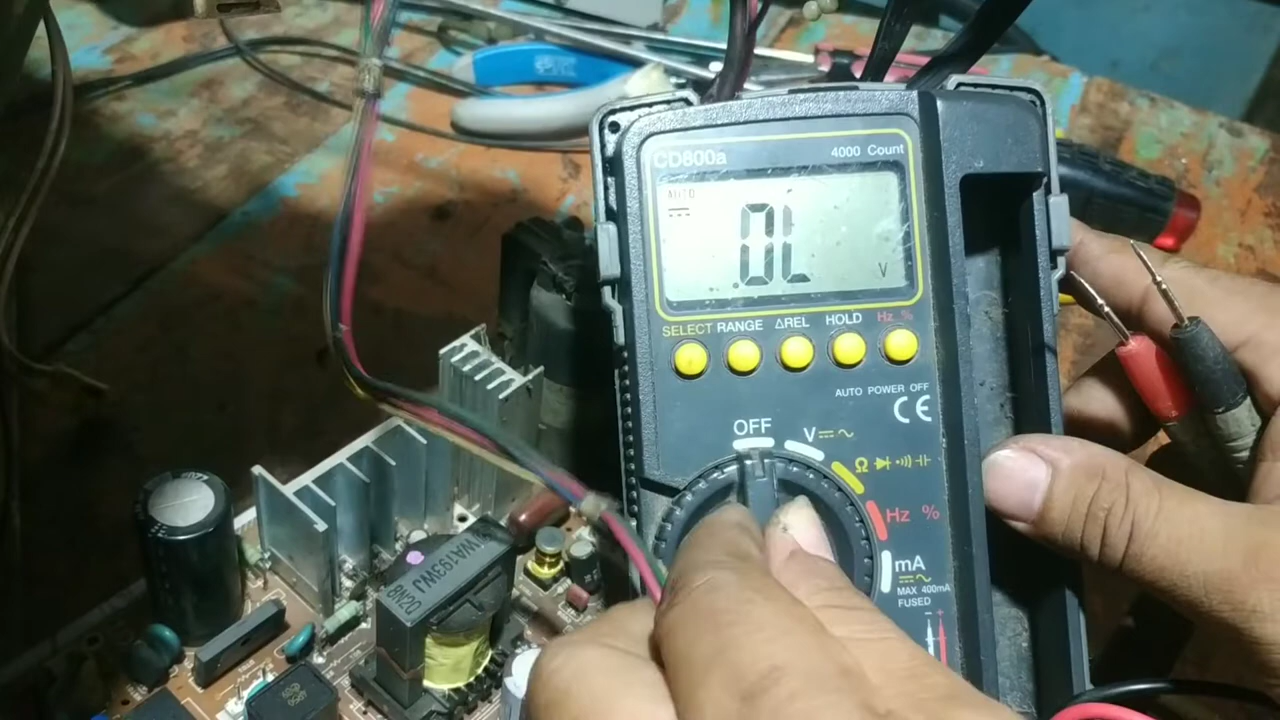 CD800a
4000 Count
AUTO
.0L
V
SELECT RANGE ΔREL HOLD Hz %
AUTO POWER OFF
CE
OFF
V
Ω
Hz %
mA
MAX 400mA
FUSED